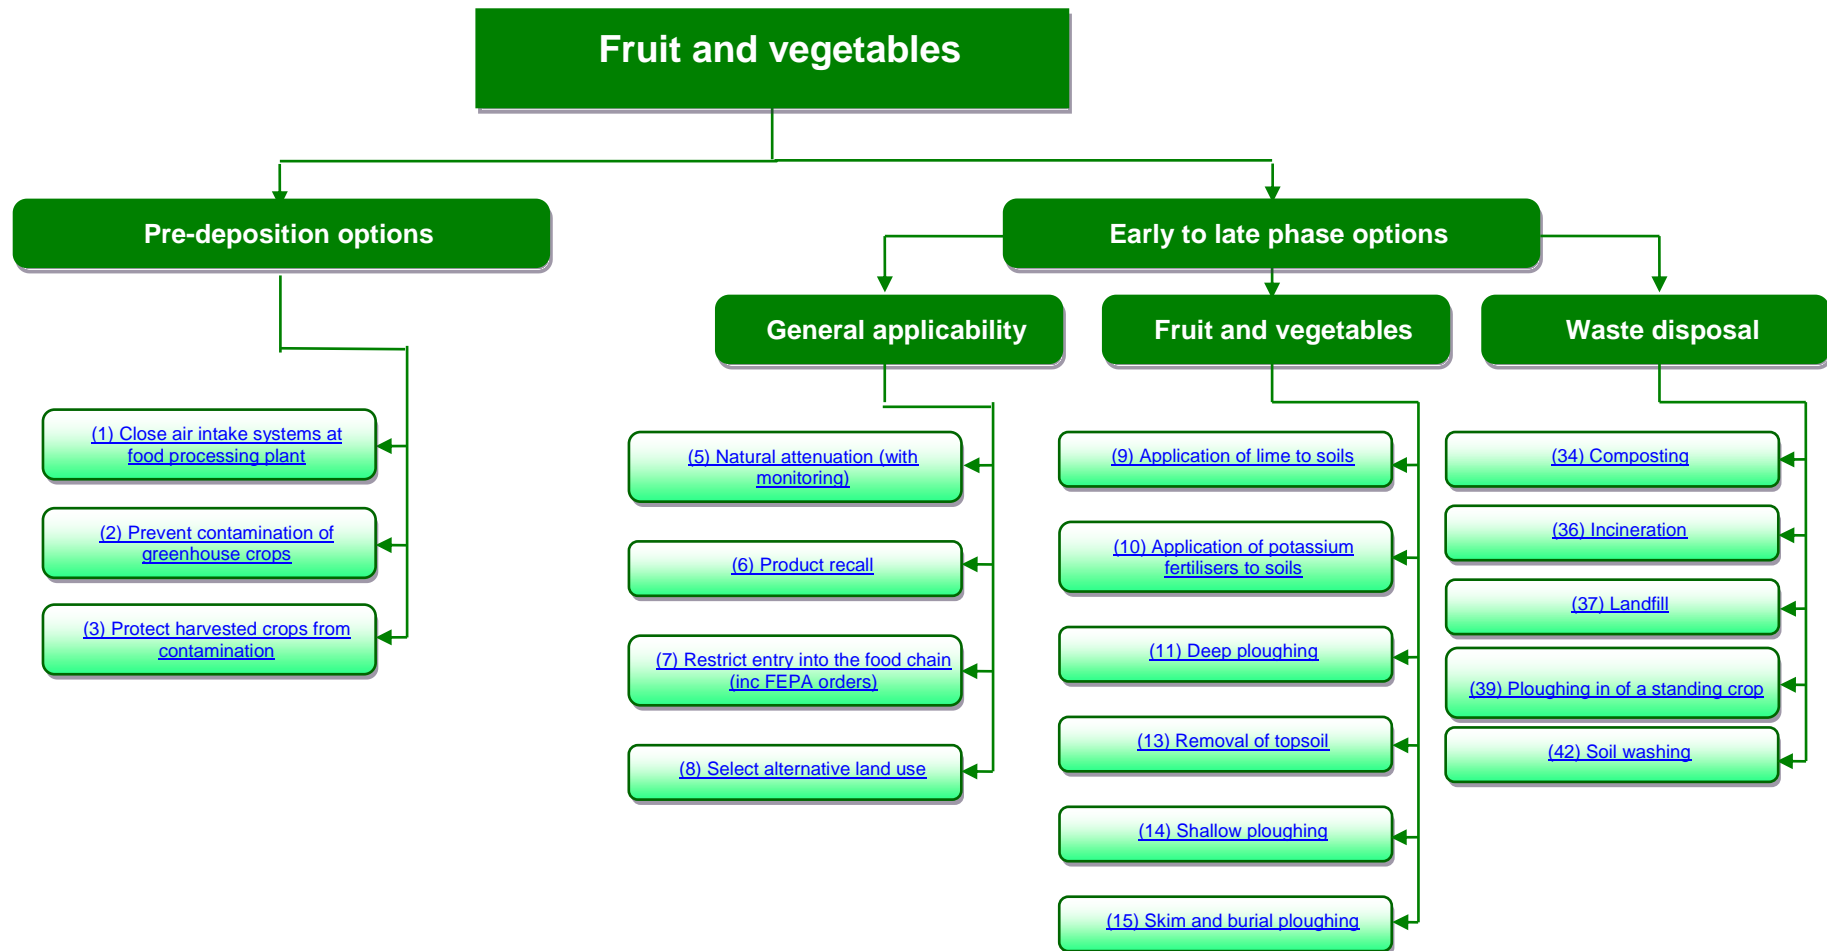 Fruit and vegetables
Pre-deposition options
Early to late phase options
General applicability
Fruit and vegetables
Waste disposal
(1) Close air intake systems at
food processing plant
(2) Prevent contamination of
greenhouse crops
(3) Protect harvested crops from
contamination
(5) Natural attenuation (with
monitoring)
(6) Product recall
(7) Restrict entry into the food chain
(inc FEPA orders)
(8) Select alternative land use
(9) Application of lime to soils
(10) Application of potassium
fertilisers to soils
(11) Deep ploughing
(13) Removal of topsoil
(14) Shallow ploughing
(15) Skim and burial ploughing
(34) Composting
(36) Incineration
(37) Landfill
(39) Ploughing in of a standing crop
(42) Soil washing